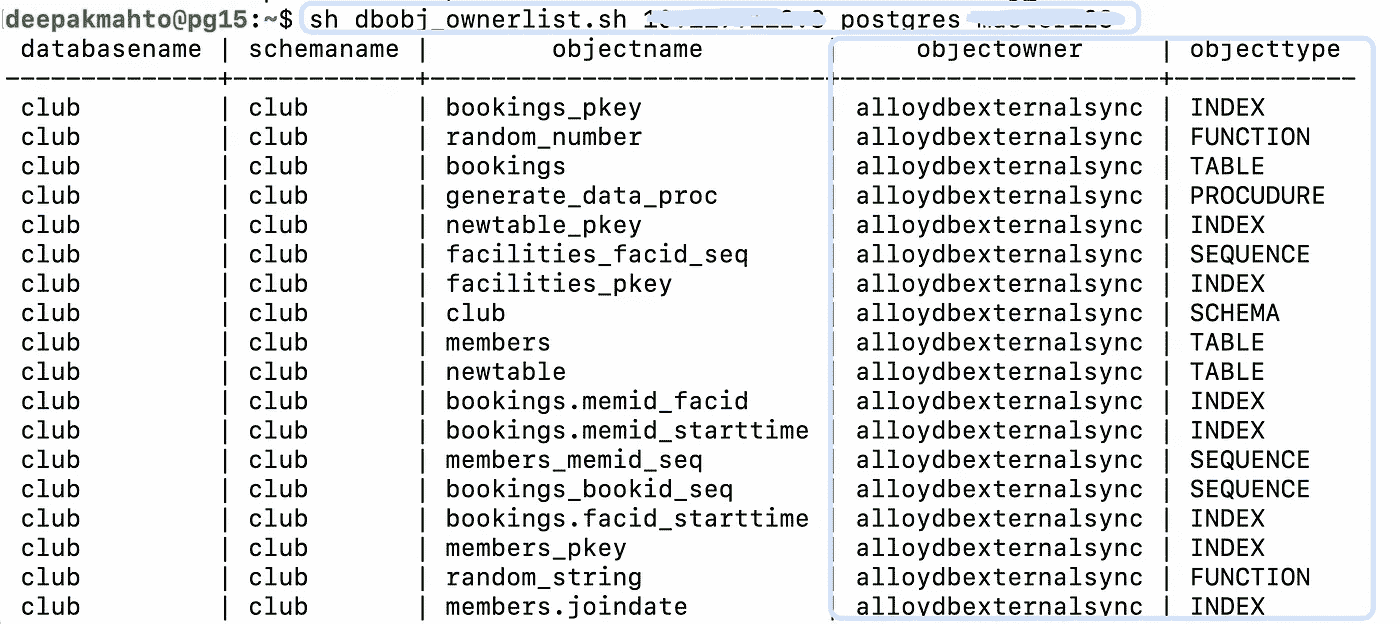 deepakmahto@pg15:~$ sh dbobj_ownerlist.sh postgres
databasename | schemaname | objectname | objectowner | objecttype
--------------+------------+---------------------------+----------------------+------------
club | club | bookings_pkey | alloydbexternalsync | INDEX
club | club | random_number | alloydbexternalsync | FUNCTION
club | club | bookings | alloydbexternalsync | TABLE
club | club | generate_data_proc | alloydbexternalsync | PROCUDURE
club | club | newtable_pkey | alloydbexternalsync | INDEX
club | club | facilities_facid_seq | alloydbexternalsync | SEQUENCE
club | club | facilities_pkey | alloydbexternalsync | INDEX
club | club | club | alloydbexternalsync | SCHEMA
club | club | members | alloydbexternalsync | TABLE
club | club | newtable | alloydbexternalsync | TABLE
club | club | bookings.memid_facid | alloydbexternalsync | INDEX
club | club | bookings.memid_starttime | alloydbexternalsync | INDEX
club | club | members_memid_seq | alloydbexternalsync | SEQUENCE
club | club | bookings_bookid_seq | alloydbexternalsync | SEQUENCE
club | club | bookings.facid_starttime | alloydbexternalsync | INDEX
club | club | members_pkey | alloydbexternalsync | INDEX
club | club | random_string | alloydbexternalsync | FUNCTION
club | club | members.joindate | alloydbexternalsync | INDEX